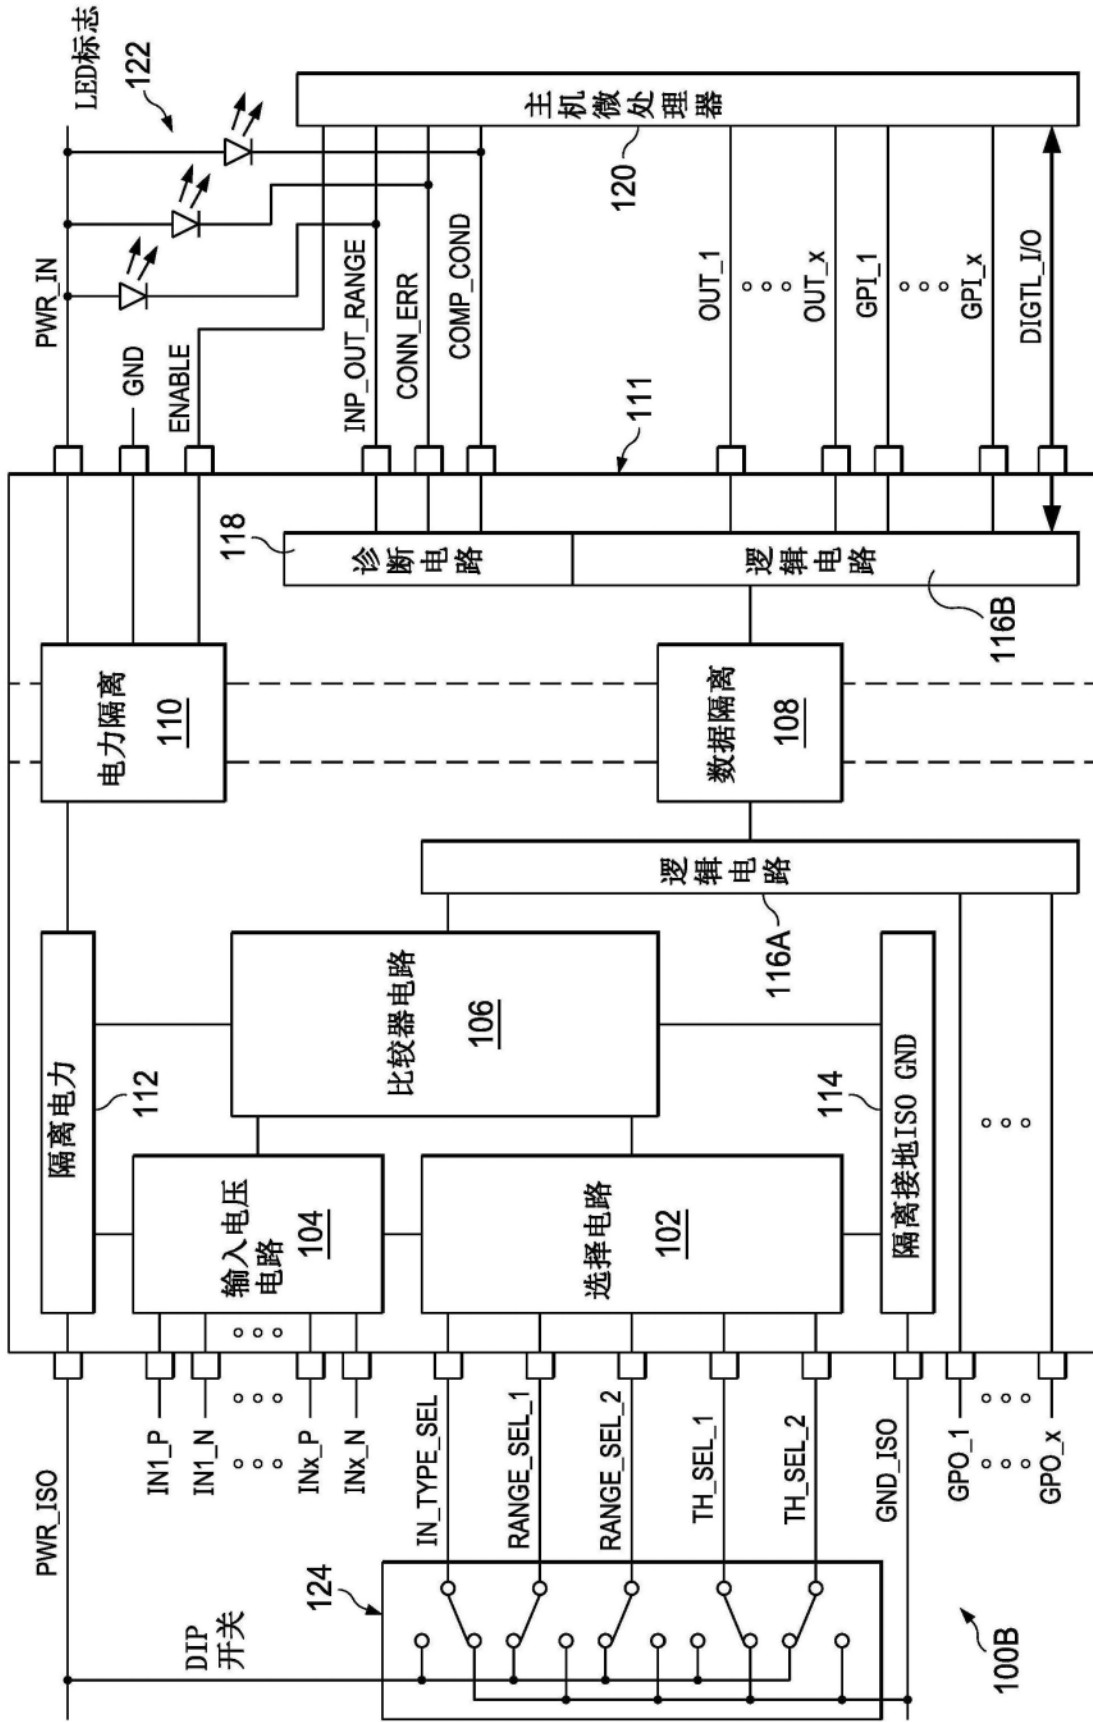 LED标志
122
PWR_IN
GND
ENABLE
INP_OUT_RANGE
CONN_ERR
COMP_COND
OUT_1
OUT_x
GPI_1
GPI_x
DIGTL_I/O
主机微处理器
120
111
118
诊断电路
逻辑电路
116B
电力隔离
110
数据隔离
108
逻辑电路
116A
隔离电力
112
比较器电路
106
114
隔离接地ISO GND
输入电压
电路
104
选择电路
102
PWR_ISO
IN1_P
IN1_N
INx_P
INx_N
IN_TYPE_SEL
RANGE_SEL_1
RANGE_SEL_2
TH_SEL_1
TH_SEL_2
GND_ISO
GPO_1
GPO_x
DIP
开关
124
100B